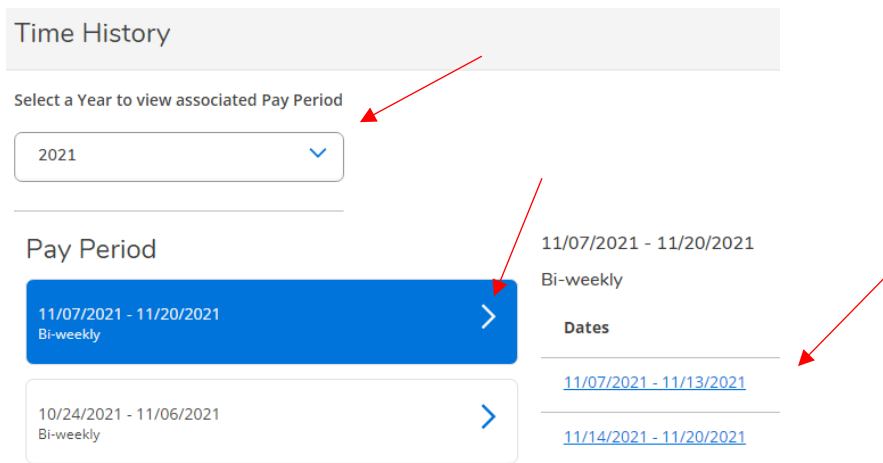 Time History
Select a Year to view associated Pay Period
2021
Pay Period
11/07/2021 - 11/20/2021
Bi-weekly
10/24/2021 - 11/06/2021
Bi-weekly
11/07/2021 - 11/20/2021
Bi-weekly
Dates
11/07/2021 - 11/13/2021
11/14/2021 - 11/20/2021